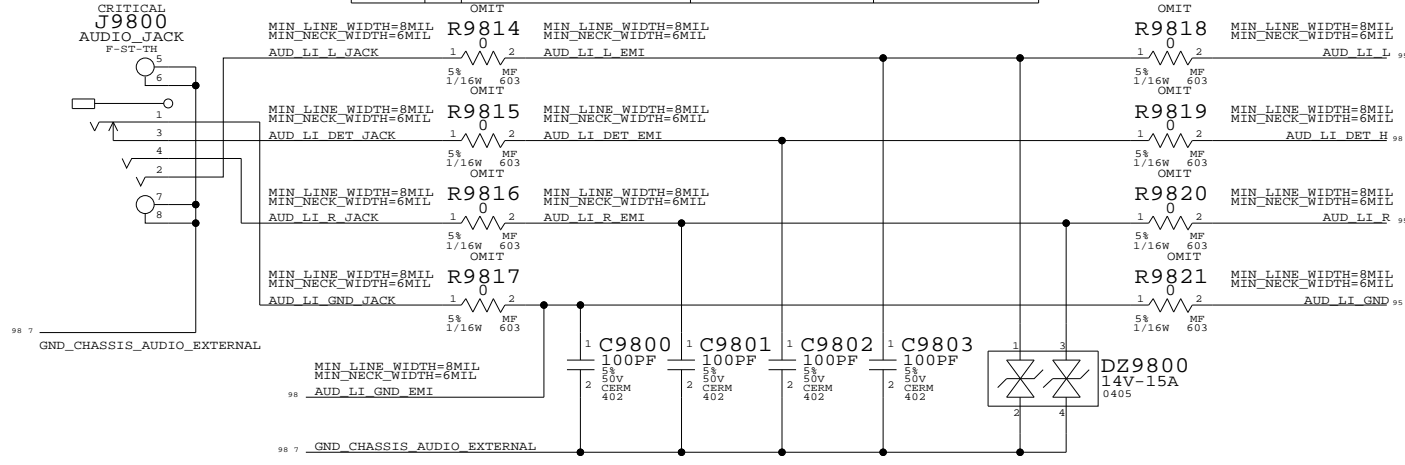 CRITICAL
J9800
AUDIO_JACK
F-ST-TH
5
6
1
3
4
2
7
8
98 7
GND_CHASSIS_AUDIO_EXTERNAL
OMIT
MIN_LINE_WIDTH=8MIL
MIN_NECK_WIDTH=6MIL
AUD_LI_L_JACK
R9814
0
1
2
5%
1/16W
MF
603
MIN_LINE_WIDTH=8MIL
MIN_NECK_WIDTH=6MIL
AUD_LI_L_EMI
OMIT
R9818
0
1
2
5%
1/16W
MF
603
MIN_LINE_WIDTH=8MIL
MIN_NECK_WIDTH=6MIL
AUD_LI_L
OMIT
MIN_LINE_WIDTH=8MIL
MIN_NECK_WIDTH=6MIL
AUD_LI_DET_JACK
R9815
0
1
2
5%
1/16W
MF
603
MIN_LINE_WIDTH=8MIL
MIN_NECK_WIDTH=6MIL
AUD_LI_DET_EMI
OMIT
R9819
0
1
2
5%
1/16W
MF
603
MIN_LINE_WIDTH=8MIL
MIN_NECK_WIDTH=6MIL
AUD_LI_DET_H
98
OMIT
MIN_LINE_WIDTH=8MIL
MIN_NECK_WIDTH=6MIL
AUD_LI_R_JACK
R9816
0
1
2
5%
1/16W
MF
603
MIN_LINE_WIDTH=8MIL
MIN_NECK_WIDTH=6MIL
AUD_LI_R_EMI
OMIT
R9820
0
1
2
5%
1/16W
MF
603
MIN_LINE_WIDTH=8MIL
MIN_NECK_WIDTH=6MIL
AUD_LI_R
OMIT
MIN_LINE_WIDTH=8MIL
MIN_NECK_WIDTH=6MIL
AUD_LI_GND_JACK
R9817
0
1
2
5%
1/16W
MF
603
OMIT
R9821
0
1
2
5%
1/16W
MF
603
MIN_LINE_WIDTH=8MIL
MIN_NECK_WIDTH=6MIL
AUD_LI_GND
95
MIN_LINE_WIDTH=8MIL
MIN_NECK_WIDTH=6MIL
98
AUD_LI_GND_EMI
98 7
GND_CHASSIS_AUDIO_EXTERNAL
1
2
C9800
100PF
5%
50V
CERM
402
1
2
C9801
100PF
5%
50V
CERM
402
1
2
C9802
100PF
5%
50V
CERM
402
1
2
C9803
100PF
5%
50V
CERM
402
1
3
2
4
DZ9800
14V-15A
0405